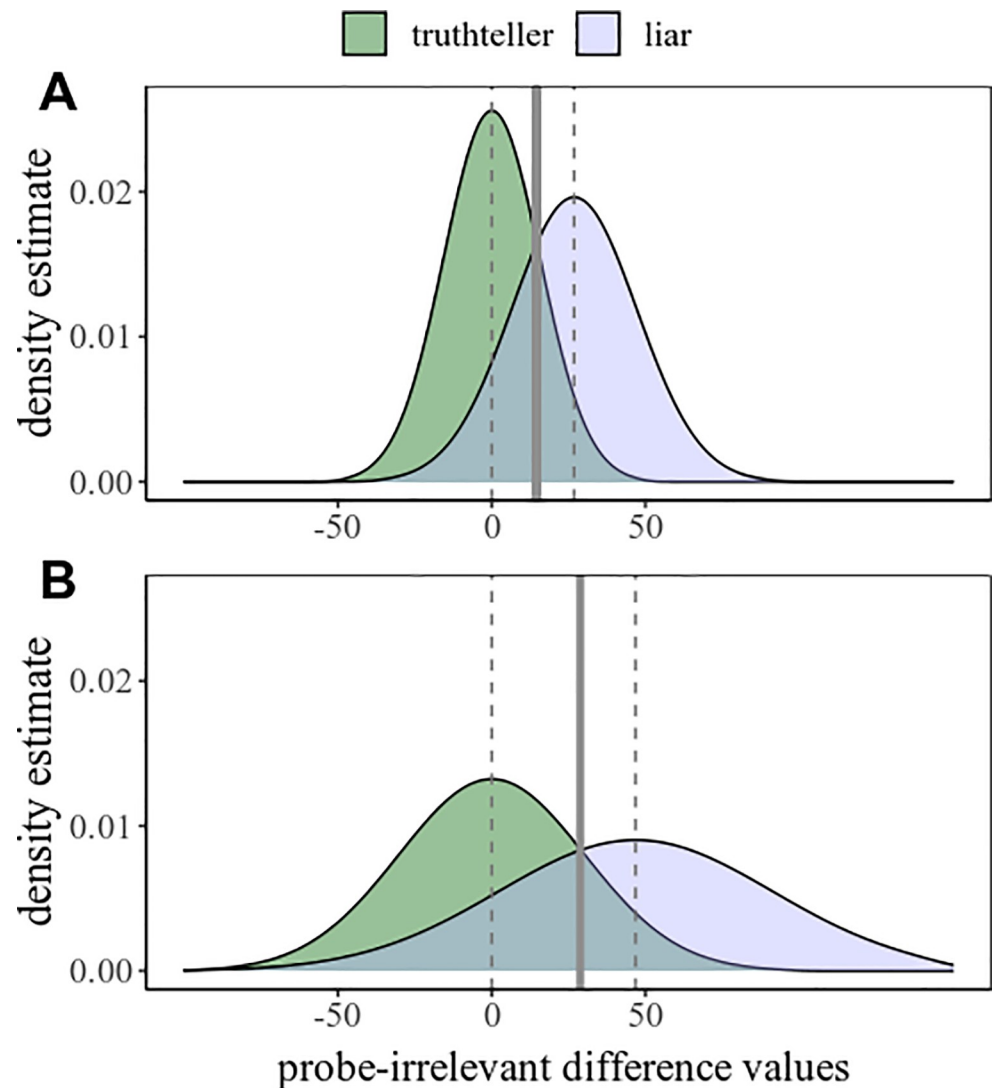 truthteller liar
A
density estimate
0.02
0.01
0.00
-50 0 50
B
density estimate
0.02
0.01
0.00
-50 0 50
probe-irrelevant difference values